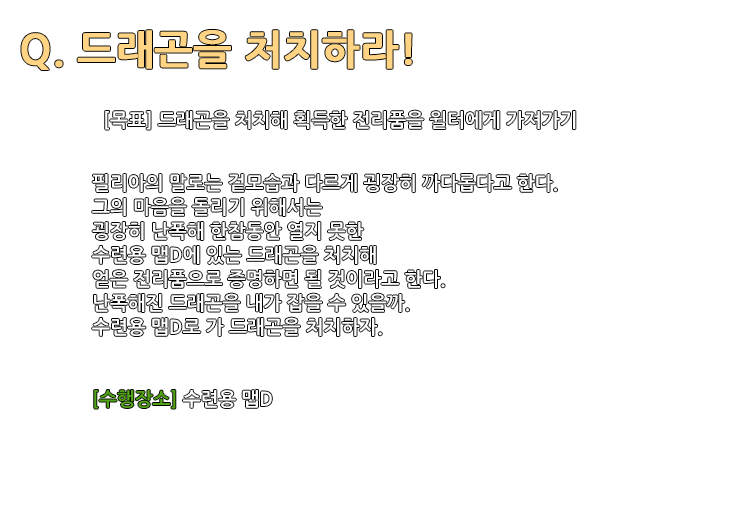 Q. 드래곤을 처치하라!
[목표] 드래곤을 처치해 획득한 전리품을 월터에게 가져가기
필리아의 말로는 겉모습과 다르게 굉장히 까다롭다고 한다.
그의 마음을 돌리기 위해서는
굉장히 난폭해 한참동안 열지 못한
수련용 맵D에 있는 드래곤을 처치해
얻은 전리품으로 증명하면 될 것이라고 한다.
난폭해진 드래곤을 내가 잡을 수 있을까.
수련용 맵D로 가 드래곤을 처치하자.
[수행장소] 수련용 맵D